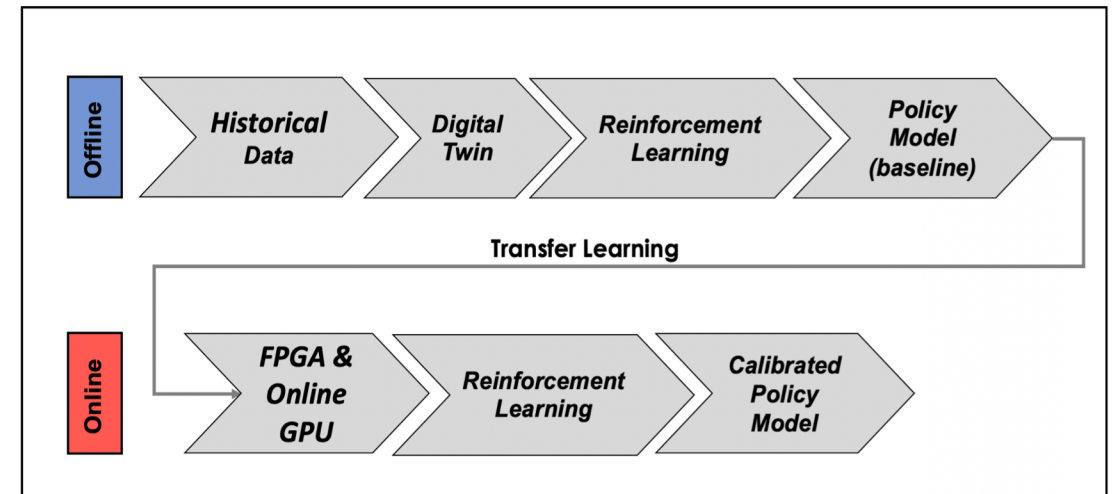 Offline
Historical
Data
Digital
Twin
Reinforcement
Learning
Policy
Model
(baseline)
Transfer Learning
Online
FPGA &
Online
GPU
Reinforcement
Learning
Calibrated
Policy
Model